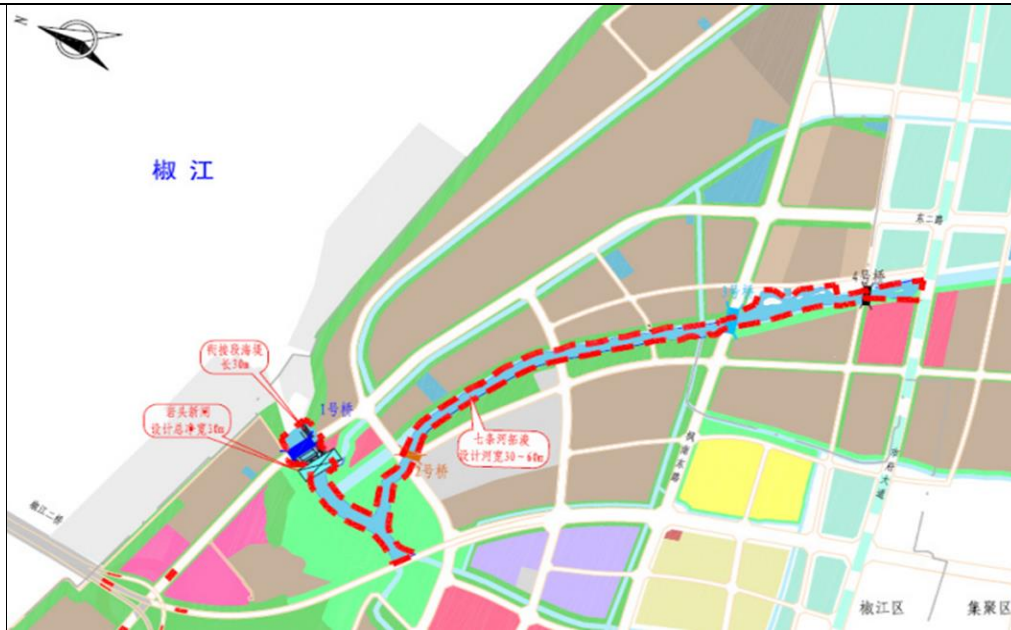 N
椒江
东二路
4号桥
3号桥
衔接段海堤
长30m
1号桥
岩头新闸
设计总净宽30m
七条河拓浚
设计河宽30~60m
2号桥
枫南东路
市府大道
椒江二桥
椒江区
集聚区